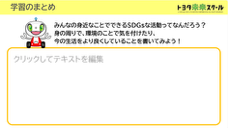 学習のまとめ
トヨタ未来スクール
みんなの身近なことでできるSDGsな活動ってなんだろう？
身の周りで、環境のことで気を付けたり、
今の生活をより良くしていることを書いてみよう！
クリックしてテキストを編集